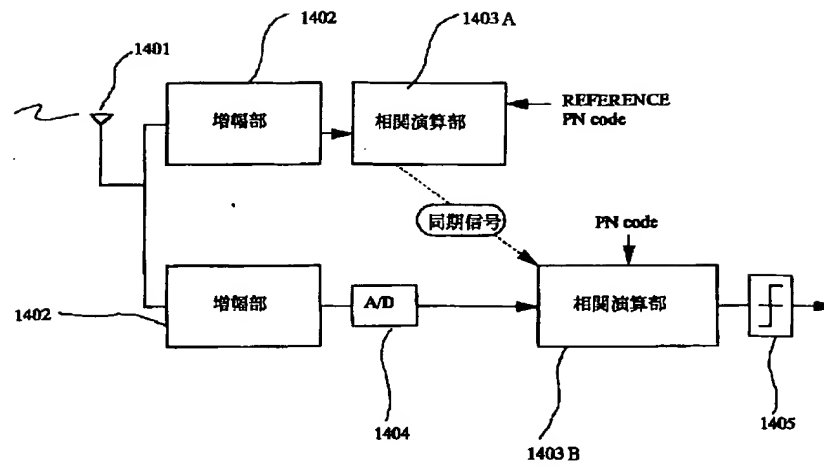 1401
1402
1403 A
増幅部
相関演算部
REFERENCE
PN code
同期信号
PN code
増幅部
A/D
相関演算部
1402
1404
1403 B
1405